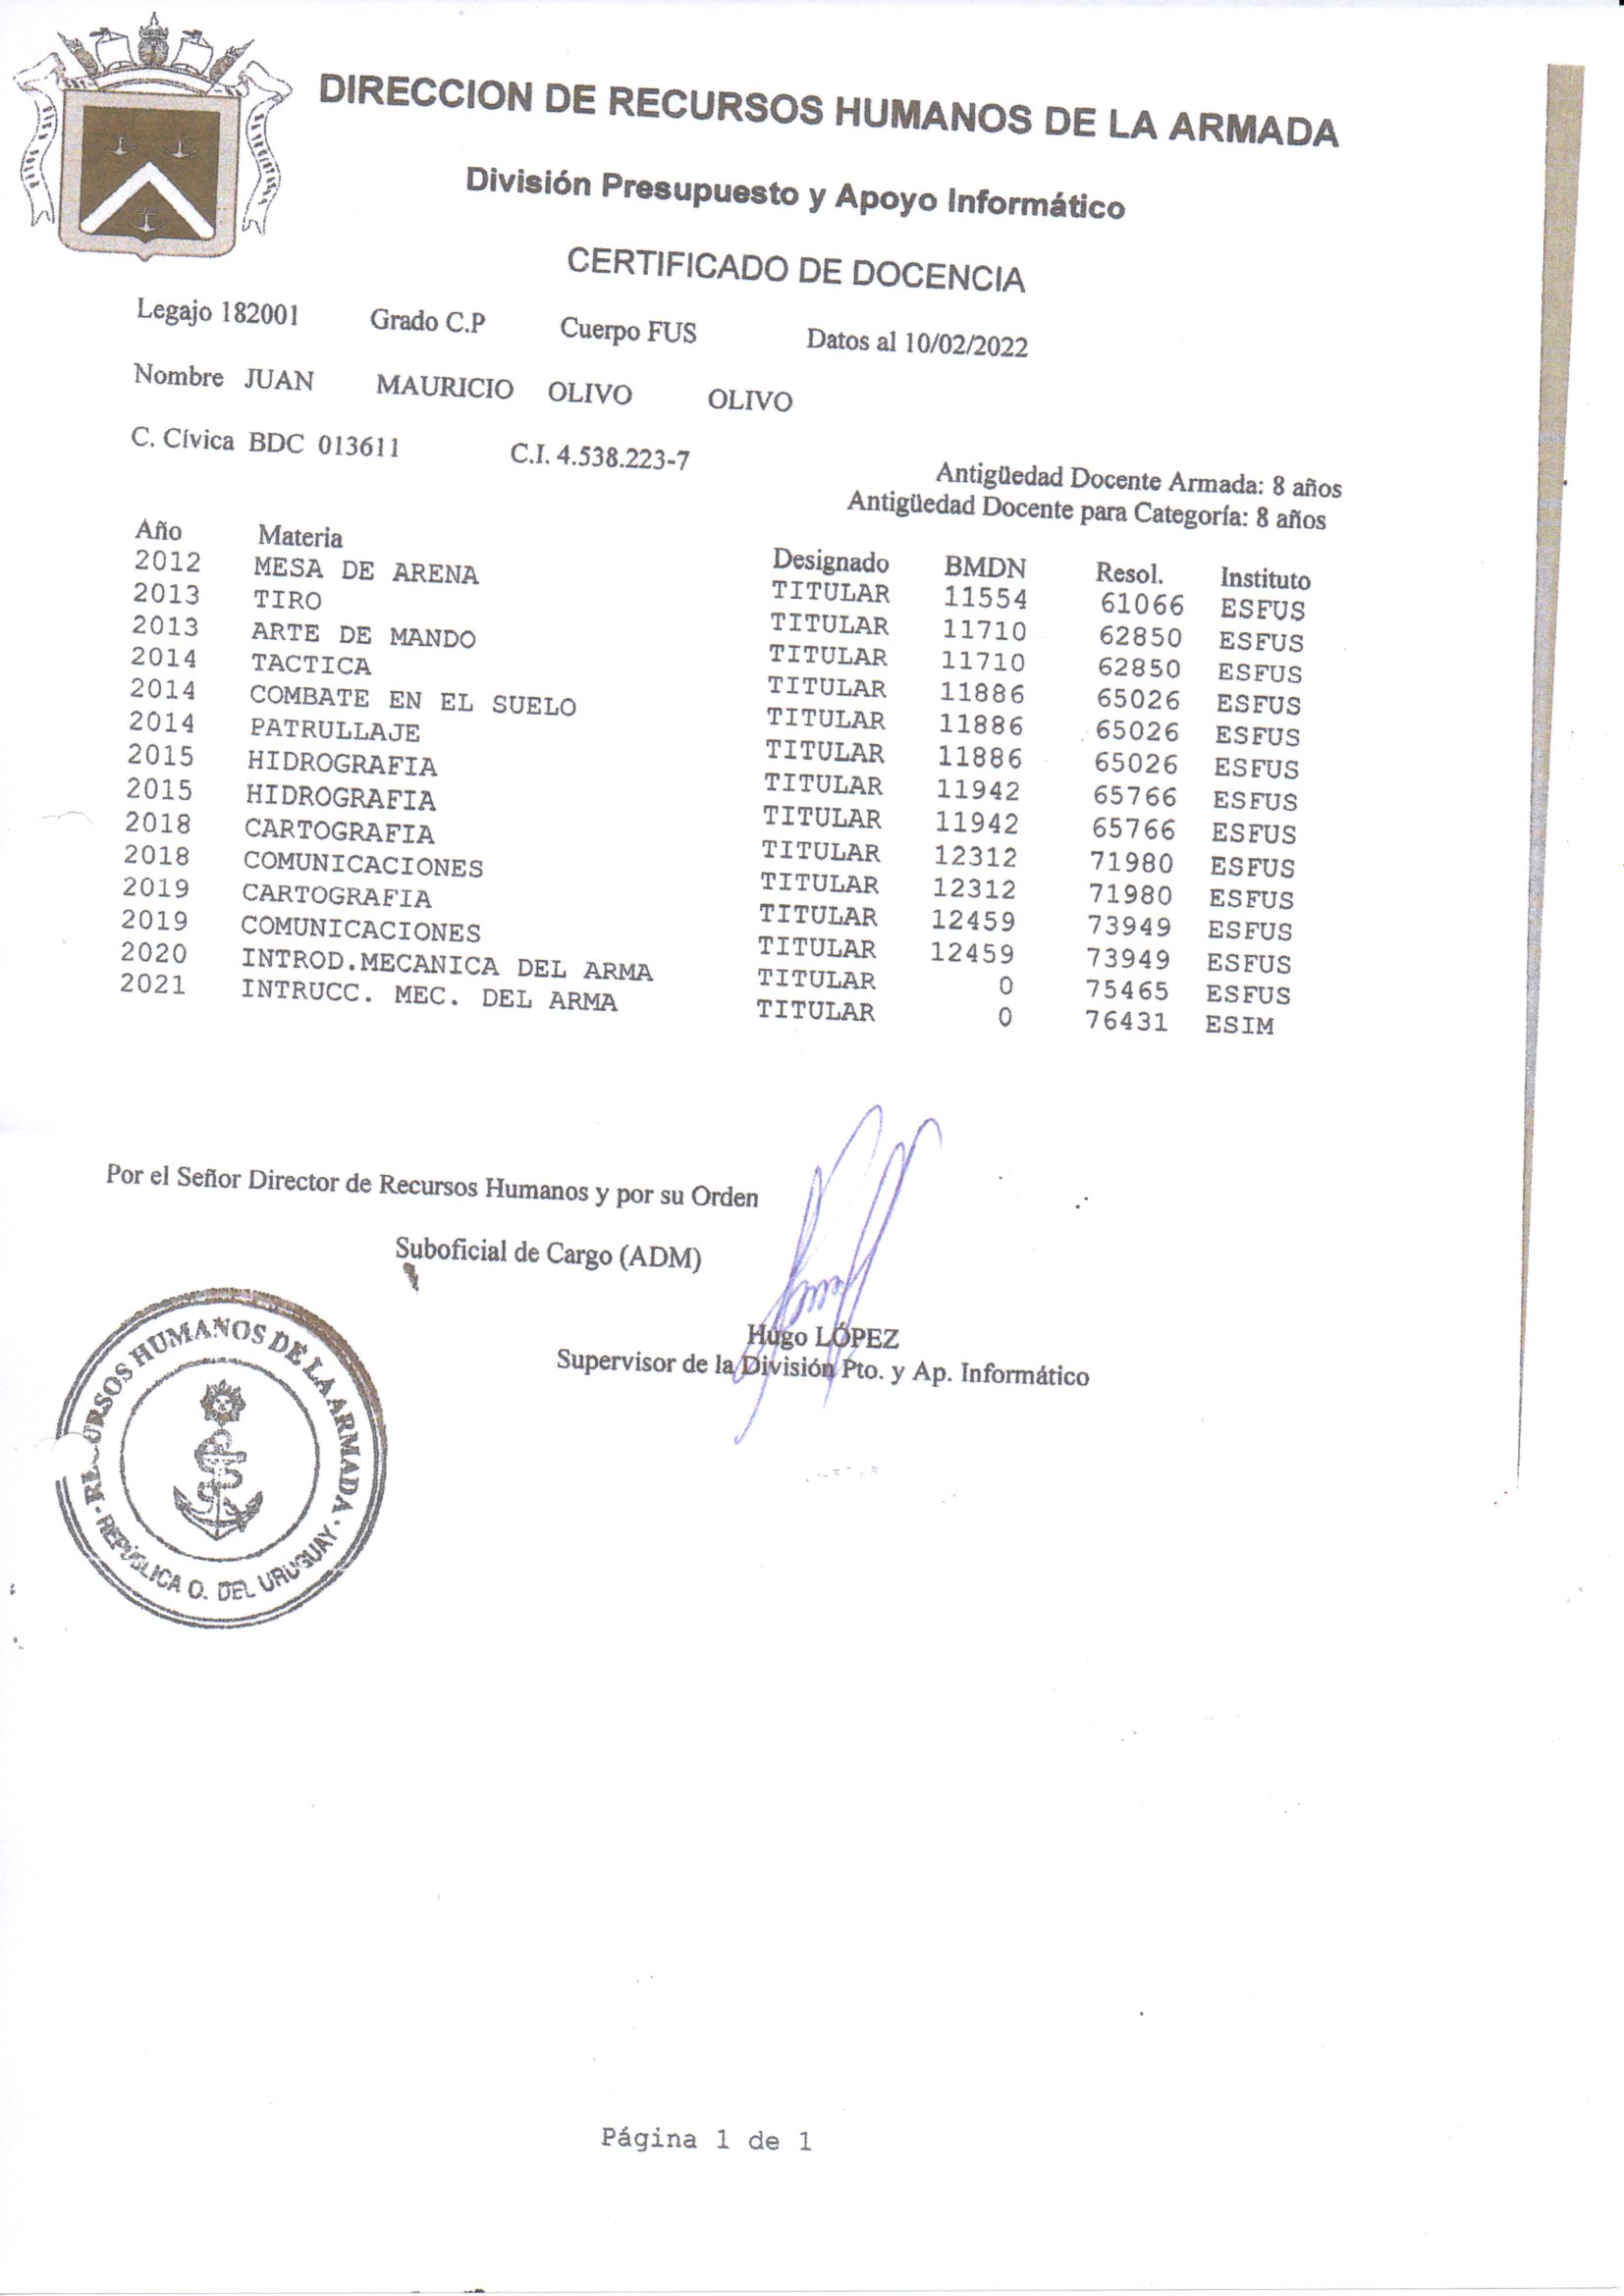 DIRECCION DE RECURSOS HUMANOS DE LA ARMADA
División Presupuesto y Apoyo Informático
CERTIFICADO DE DOCENCIA
Legajo 182001 Grado C.P Cuerpo FUS Datos al 10/02/2022
Nombre JUAN MAURICIO OLIVO OLIVO
C. Cívica BDC 013611 C.I. 4.538.223-7
Antigüedad Docente Armada: 8 años
Antigüedad Docente para Categoría: 8 años
Año Materia Designado BMDN Resol. Instituto
2012 MESA DE ARENA TITULAR 11554 61066 ESFUS
2013 TIRO TITULAR 11710 62850 ESFUS
2013 ARTE DE MANDO TITULAR 11710 62850 ESFUS
2014 TACTICA TITULAR 11886 65026 ESFUS
2014 COMBATE EN EL SUELO TITULAR 11886 65026 ESFUS
2014 PATRULLAJE TITULAR 11886 65026 ESFUS
2015 HIDROGRAFIA TITULAR 11942 65766 ESFUS
2015 HIDROGRAFIA TITULAR 11942 65766 ESFUS
2018 CARTOGRAFIA TITULAR 12312 71980 ESFUS
2018 COMUNICACIONES TITULAR 12312 71980 ESFUS
2019 CARTOGRAFIA TITULAR 12459 73949 ESFUS
2019 COMUNICACIONES TITULAR 12459 73949 ESFUS
2020 INTROD.MECANICA DEL ARMA TITULAR 0 75465 ESFUS
2021 INTRUCC. MEC. DEL ARMA TITULAR 0 76431 ESIM
Por el Señor Director de Recursos Humanos y por su Orden
Suboficial de Cargo (ADM)
Hugo LÓPEZ
Supervisor de la División Pto. y Ap. Informático
RECURSOS HUMANOS DE LA ARMADA
REPÚBLICA O. DEL URUGUAY
Página 1 de 1